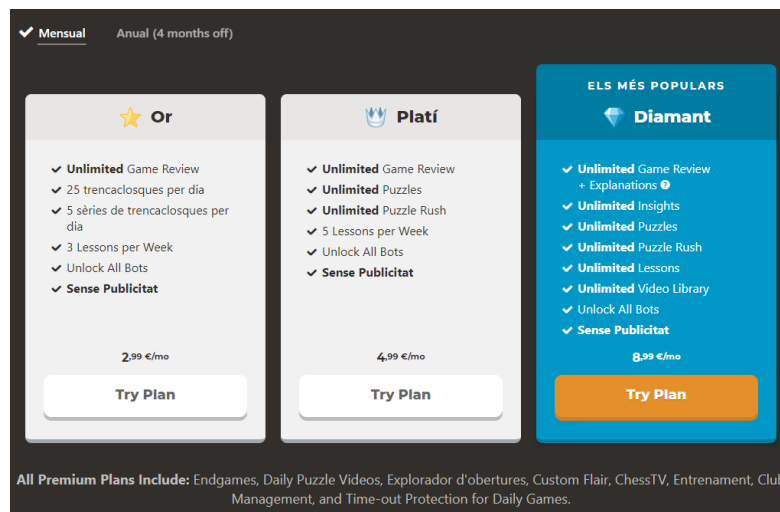 Mensual
Anual (4 months off)
Or
Unlimited Game Review
25 trencaclosques per dia
5 sèries de trencaclosques per
dia
3 Lessons per Week
Unlock All Bots
Sense Publicitat
2,99 €/mo
Try Plan
Platí
Unlimited Game Review
Unlimited Puzzles
Unlimited Puzzle Rush
5 Lessons per Week
Unlock All Bots
Sense Publicitat
4,99 €/mo
Try Plan
ELS MÉS POPULARS
Diamant
Unlimited Game Review
+ Explanations
Unlimited Insights
Unlimited Puzzles
Unlimited Puzzle Rush
Unlimited Lessons
Unlimited Video Library
Unlock All Bots
Sense Publicitat
8,99 €/mo
Try Plan
All Premium Plans Include: Endgames, Daily Puzzle Videos, Explorador d'obertures, Custom Flair, ChessTV, Entrenament, Club
Management, and Time-out Protection for Daily Games.